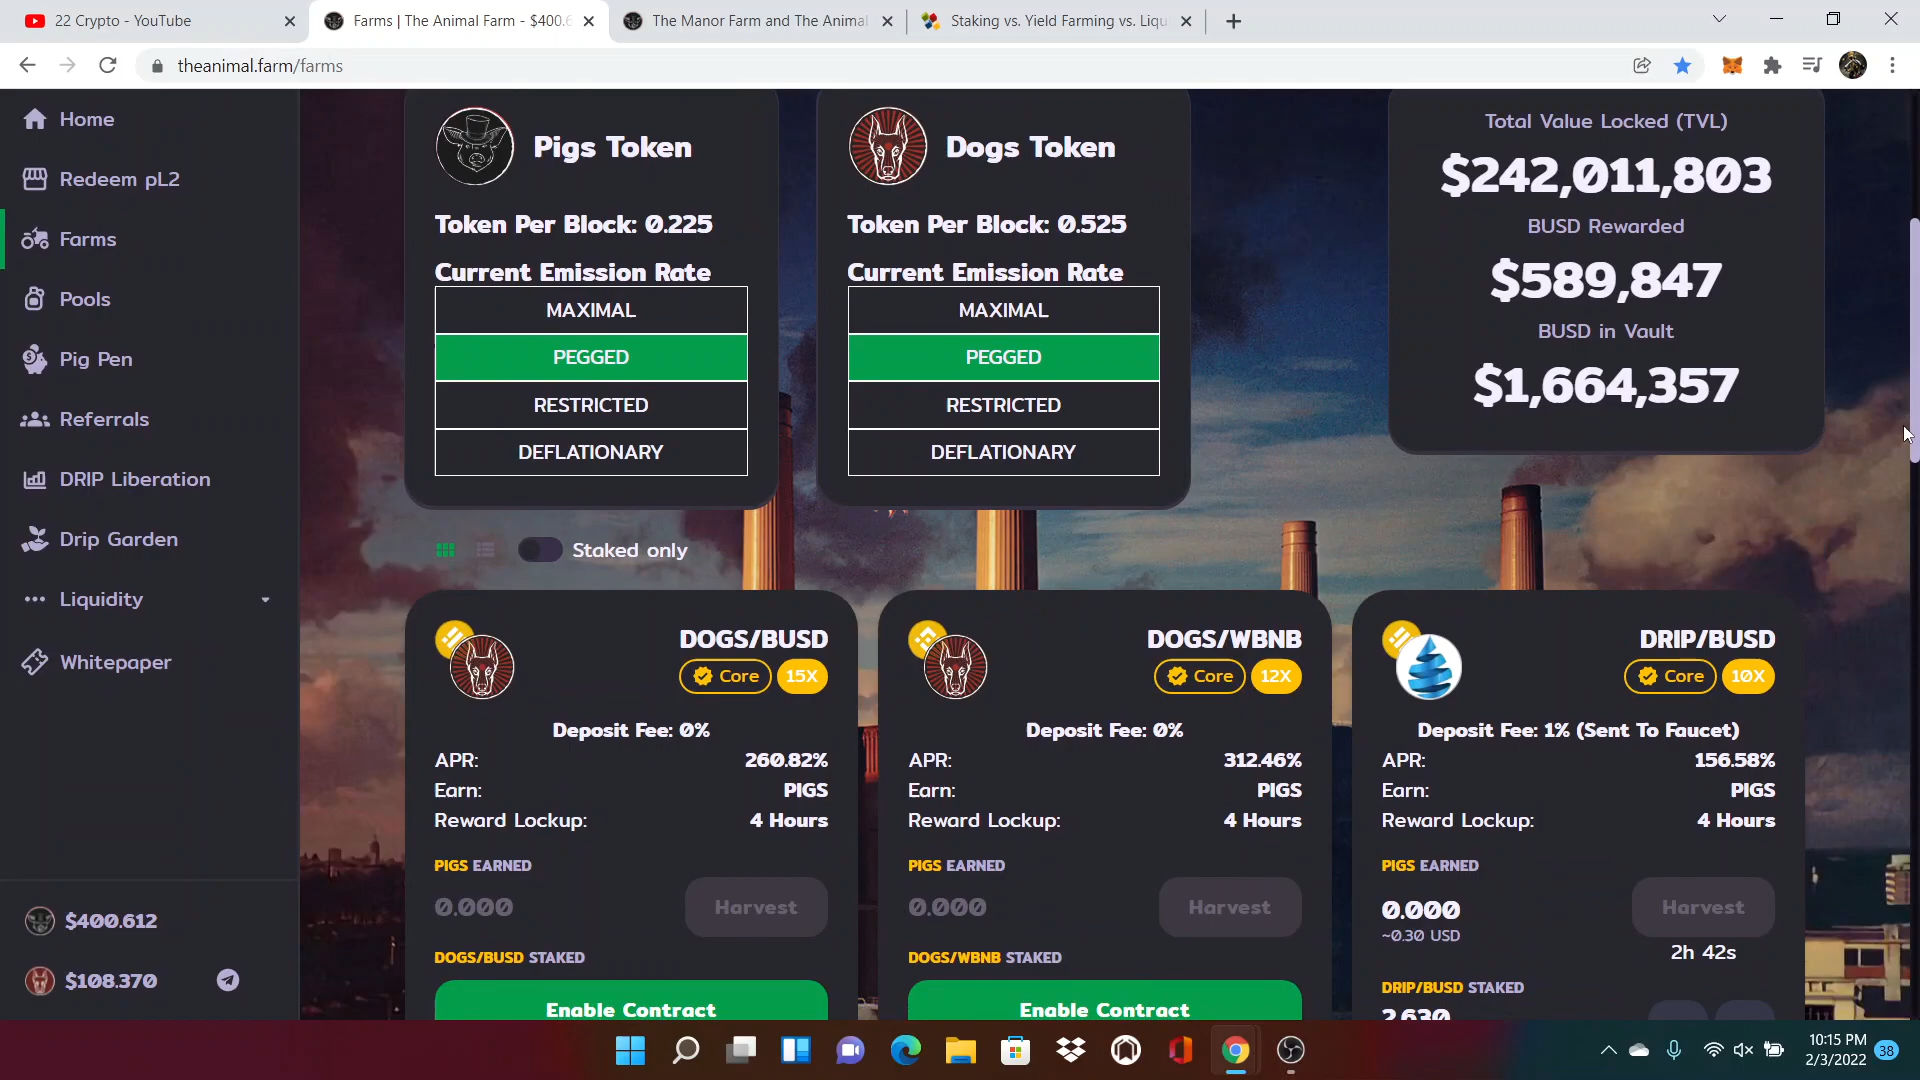 22 Crypto - YouTube
Farms | The Animal Farm - $400.6
The Manor Farm and The Animal
Staking vs. Yield Farming vs. Liqu
theanimal.farm/farms
Home
Redeem pL2
Farms
Pools
Pig Pen
Referrals
DRIP Liberation
Drip Garden
Liquidity
Whitepaper
$400.612
$108.370
Pigs Token
Token Per Block: 0.225
Current Emission Rate
MAXIMAL
PEGGED
RESTRICTED
DEFLATIONARY
Dogs Token
Token Per Block: 0.525
Current Emission Rate
MAXIMAL
PEGGED
RESTRICTED
DEFLATIONARY
Total Value Locked (TVL)
$242,011,803
BUSD Rewarded
$589,847
BUSD in Vault
$1,664,357
Staked only
DOGS/BUSD
Core 15X
Deposit Fee: 0%
APR: 260.82%
Earn: PIGS
Reward Lockup: 4 Hours
PIGS EARNED
0.000 Harvest
DOGS/BUSD STAKED
Enable Contract
DOGS/WBNB
Core 12X
Deposit Fee: 0%
APR: 312.46%
Earn: PIGS
Reward Lockup: 4 Hours
PIGS EARNED
0.000 Harvest
DOGS/WBNB STAKED
Enable Contract
DRIP/BUSD
Core 10X
Deposit Fee: 1% (Sent To Faucet)
APR: 156.58%
Earn: PIGS
Reward Lockup: 4 Hours
PIGS EARNED
0.000 Harvest
~0.30 USD
2h 42s
DRIP/BUSD STAKED
2.630
10:15 PM
2/3/2022
38